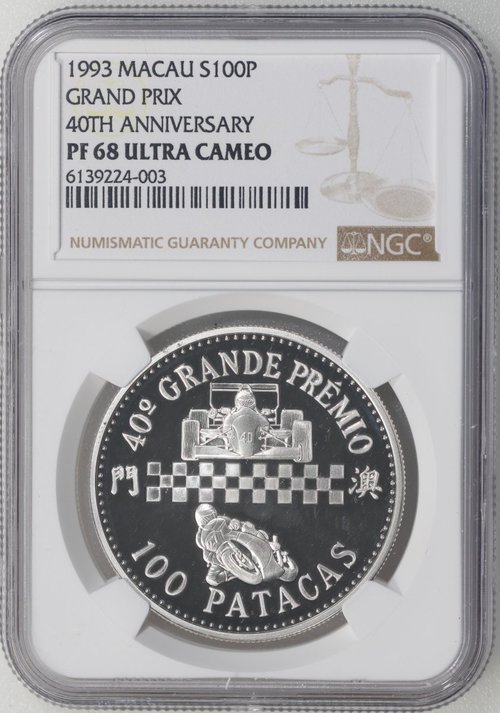 1993 MACAU S100P
GRAND PRIX
40TH ANNIVERSARY
PF 68 ULTRA CAMEO
6139224-003
NUMISMATIC GUARANTY COMPANY
NGC®
40º GRANDE PRÉMIO
40
門 澳
100 PATACAS